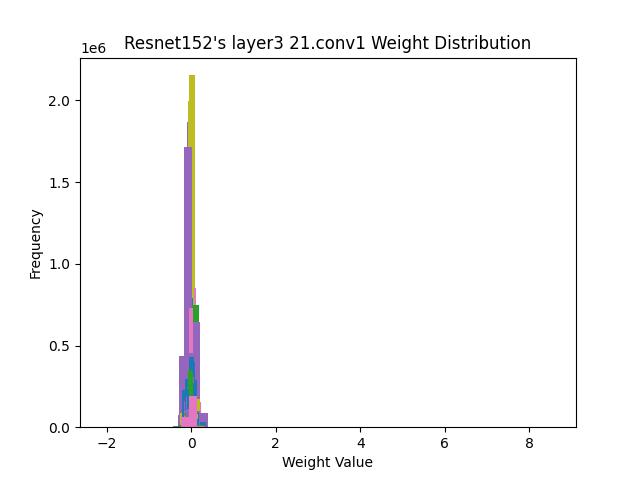 Resnet152's layer3 21.conv1 Weight Distribution
1e6
2.0
1.5
1.0
0.5
0.0
Frequency
−2 0 2 4 6 8
Weight Value